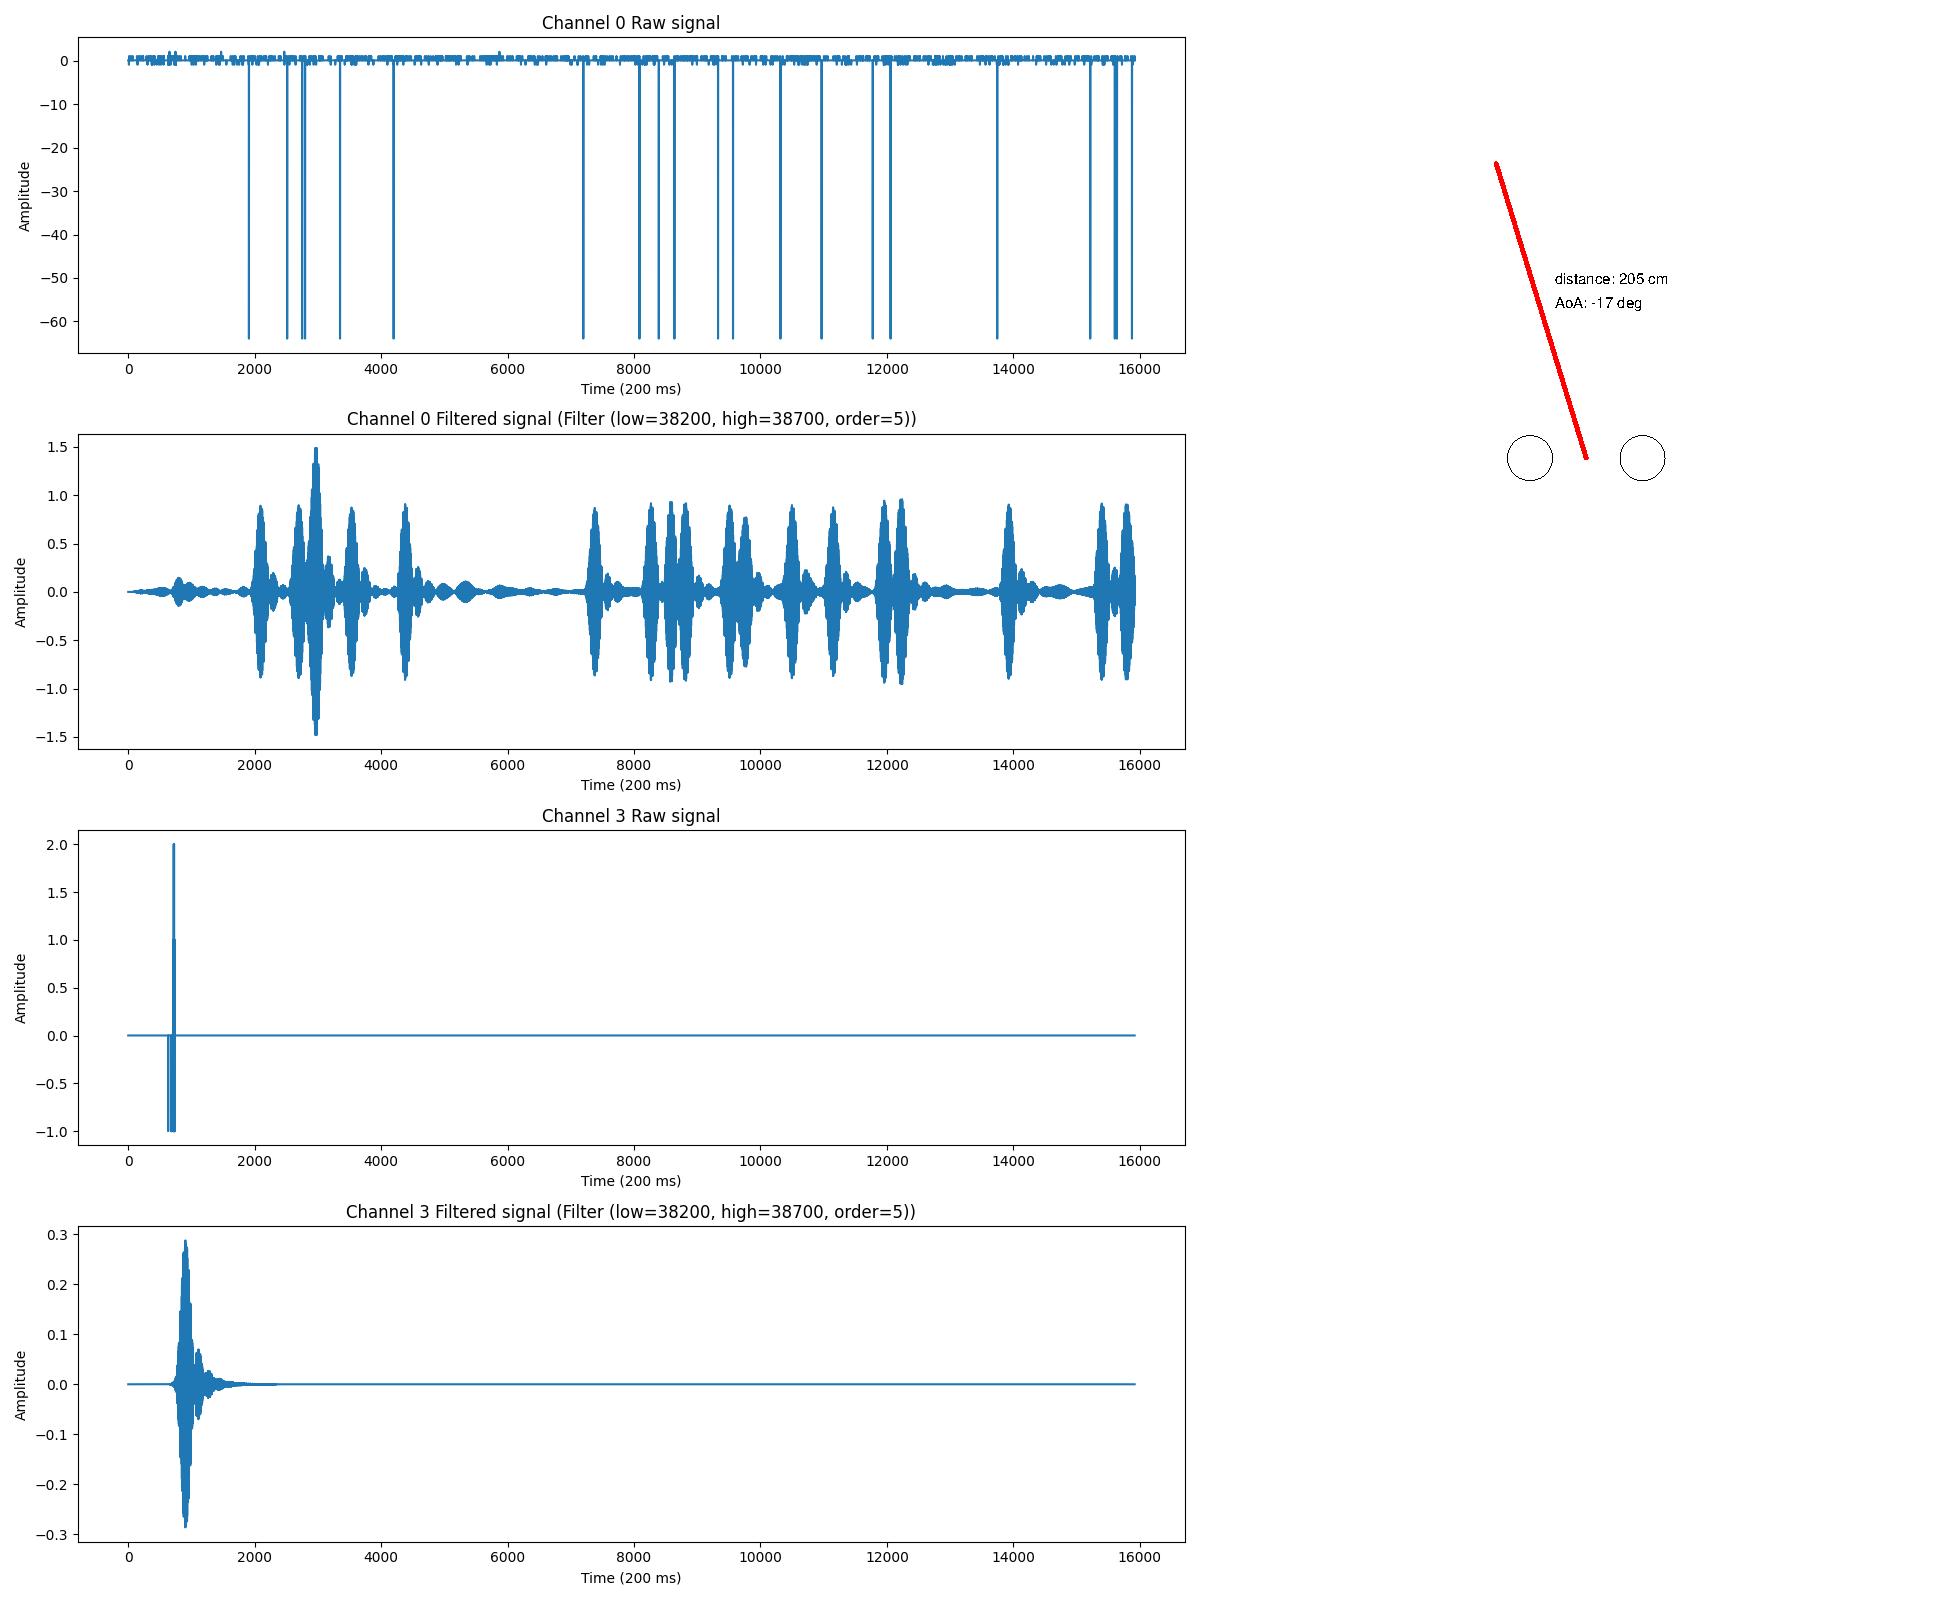 Channel 0 Raw signal
0
−10
−20
−30
−40
−50
−60
Amplitude
0 2000 4000 6000 8000 10000 12000 14000 16000
Time (200 ms)
Channel 0 Filtered signal (Filter (low=38200, high=38700, order=5))
1.5
1.0
0.5
0.0
−0.5
−1.0
−1.5
Amplitude
0 2000 4000 6000 8000 10000 12000 14000 16000
Time (200 ms)
Channel 3 Raw signal
2.0
1.5
1.0
0.5
0.0
−0.5
−1.0
Amplitude
0 2000 4000 6000 8000 10000 12000 14000 16000
Time (200 ms)
Channel 3 Filtered signal (Filter (low=38200, high=38700, order=5))
0.3
0.2
0.1
0.0
−0.1
−0.2
−0.3
Amplitude
0 2000 4000 6000 8000 10000 12000 14000 16000
Time (200 ms)
distance: cm
AoA: -17 deg